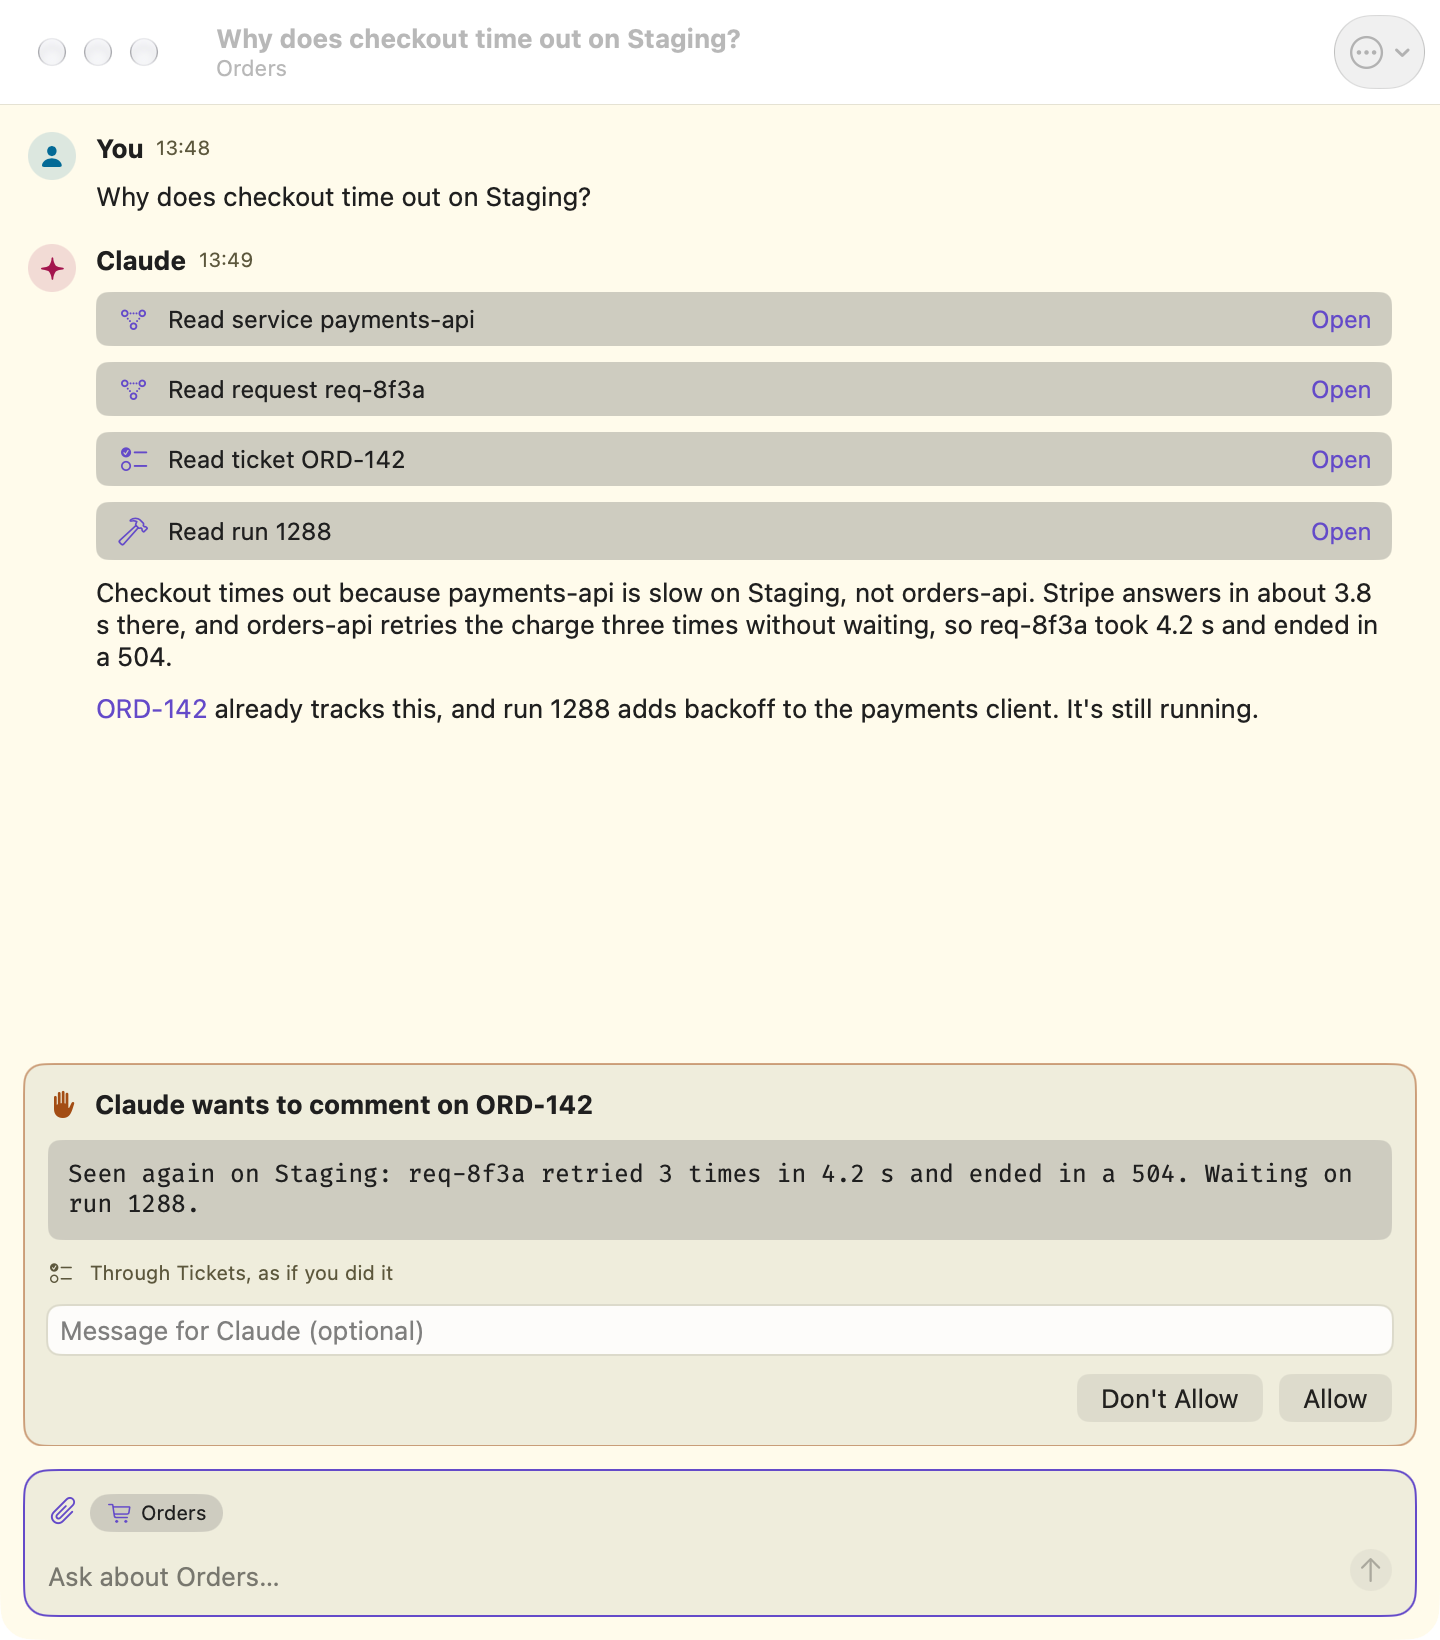 Why does checkout time out on Staging?
Orders
You 13:48
Why does checkout time out on Staging?
Claude 13:49
Read service payments-api Open
Read request req-8f3a Open
Read ticket ORD-142 Open
Read run 1288 Open
Checkout times out because payments-api is slow on Staging, not orders-api. Stripe answers in about 3.8
s there, and orders-api retries the charge three times without waiting, so req-8f3a took 4.2 s and ended in
a 504.
ORD-142 already tracks this, and run 1288 adds backoff to the payments client. It's still running.
Claude wants to comment on ORD-142
Seen again on Staging: req-8f3a retried 3 times in 4.2 s and ended in a 504. Waiting on
run 1288.
Through Tickets, as if you did it
Message for Claude (optional)
Don't Allow Allow
Orders
Ask about Orders...